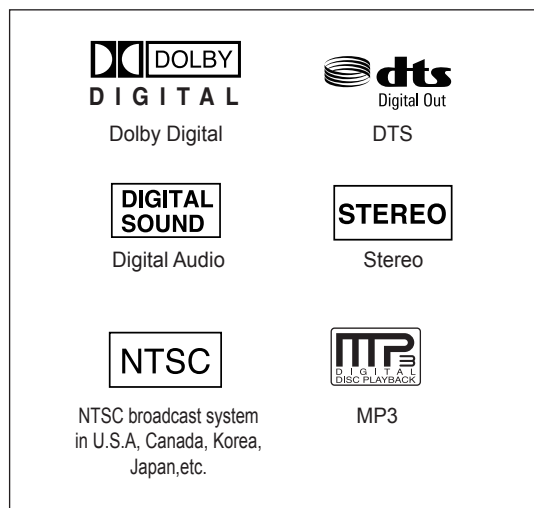 DOLBY
DIGITAL
Dolby Digital
dts
Digital Out
DTS
DIGITAL
SOUND
Digital Audio
STEREO
Stereo
NTSC
NTSC broadcast system
in U.S.A, Canada, Korea,
Japan,etc.
MP3
DIGITAL
DISC PLAYBACK
MP3